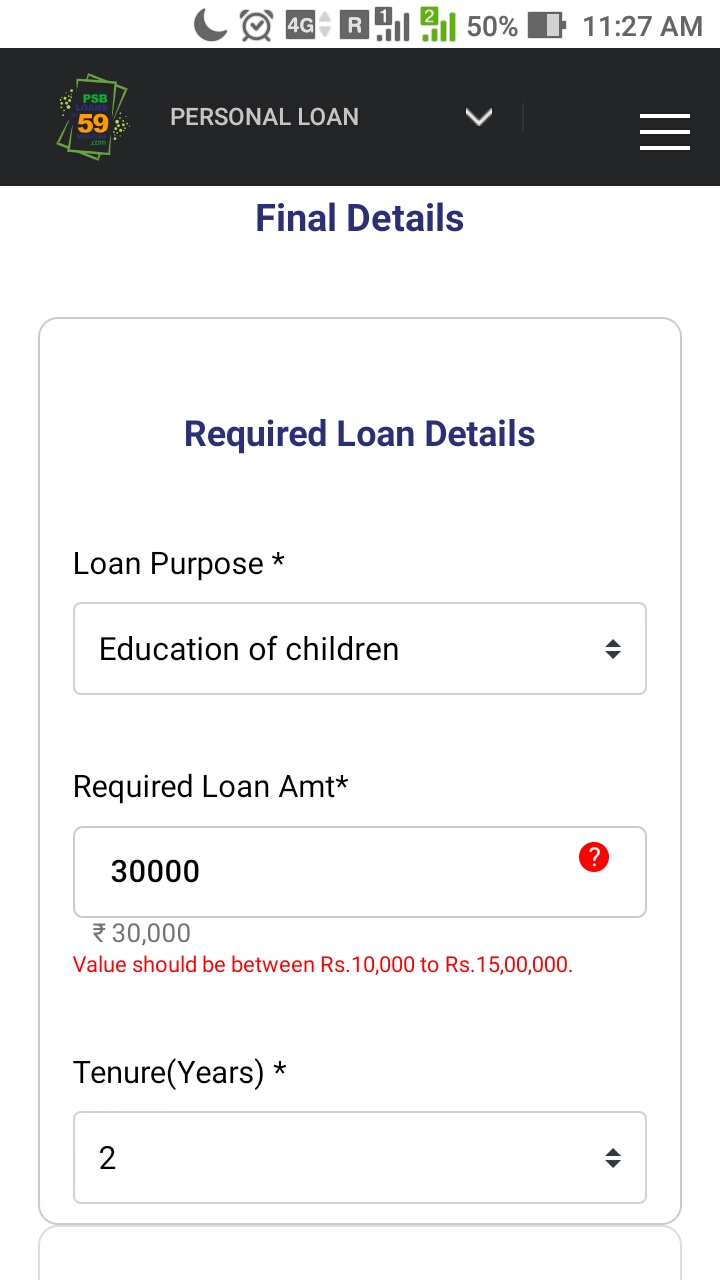 4G R 1 2 50% 11:27 AM
PSB
LOANS
59
.com
PERSONAL LOAN
Final Details
Required Loan Details
Loan Purpose *
Education of children
Required Loan Amt*
30000
?
₹ 30,000
Value should be between Rs.10,000 to Rs.15,00,000.
Tenure(Years) *
2